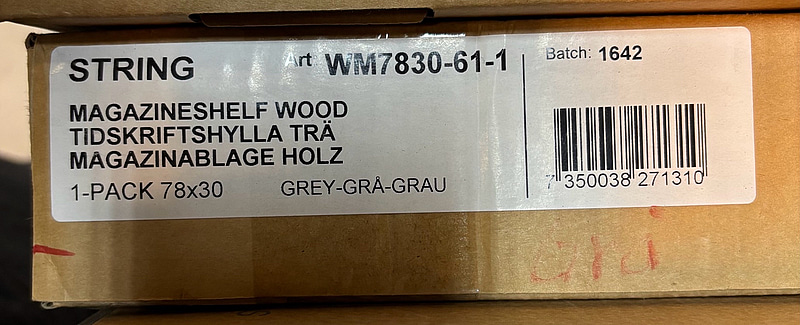 STRING
Art WM7830-61-1
Batch: 1642
MAGAZINESHELF WOOD
TIDSKRIFTSHYLLA TRÄ
MAGAZINABLAGE HOLZ
1-PACK 78x30 GREY-GRÅ-GRAU
7 350038 271310